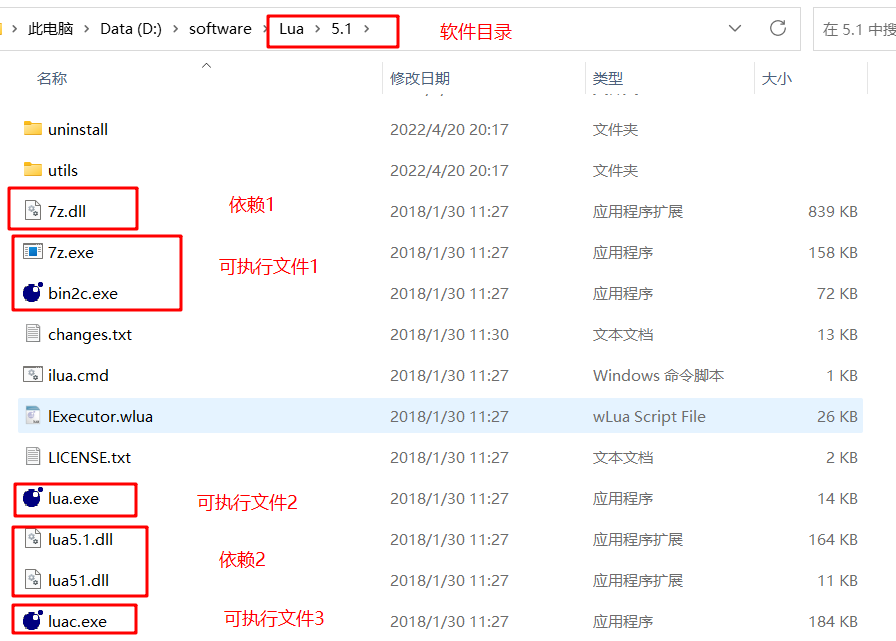 此电脑 > Data (D:) > software > Lua > 5.1 > 软件目录 在 5.1 中搜
名称 修改日期 类型 大小
uninstall 2022/4/20 20:17 文件夹
utils 2022/4/20 20:17 文件夹
7z.dll 依赖1 2018/1/30 11:27 应用程序扩展 839 KB
7z.exe 可执行文件1 2018/1/30 11:27 应用程序 158 KB
bin2c.exe 2018/1/30 11:27 应用程序 72 KB
changes.txt 2018/1/30 11:30 文本文档 13 KB
ilua.cmd 2018/1/30 11:27 Windows 命令脚本 1 KB
lExecutor.wlua 2018/1/30 11:27 wLua Script File 26 KB
LICENSE.txt 2018/1/30 11:27 文本文档 2 KB
lua.exe 可执行文件2 2018/1/30 11:27 应用程序 14 KB
lua5.1.dll 依赖2 2018/1/30 11:27 应用程序扩展 164 KB
lua51.dll 2018/1/30 11:27 应用程序扩展 11 KB
luac.exe 可执行文件3 2018/1/30 11:27 应用程序 184 KB